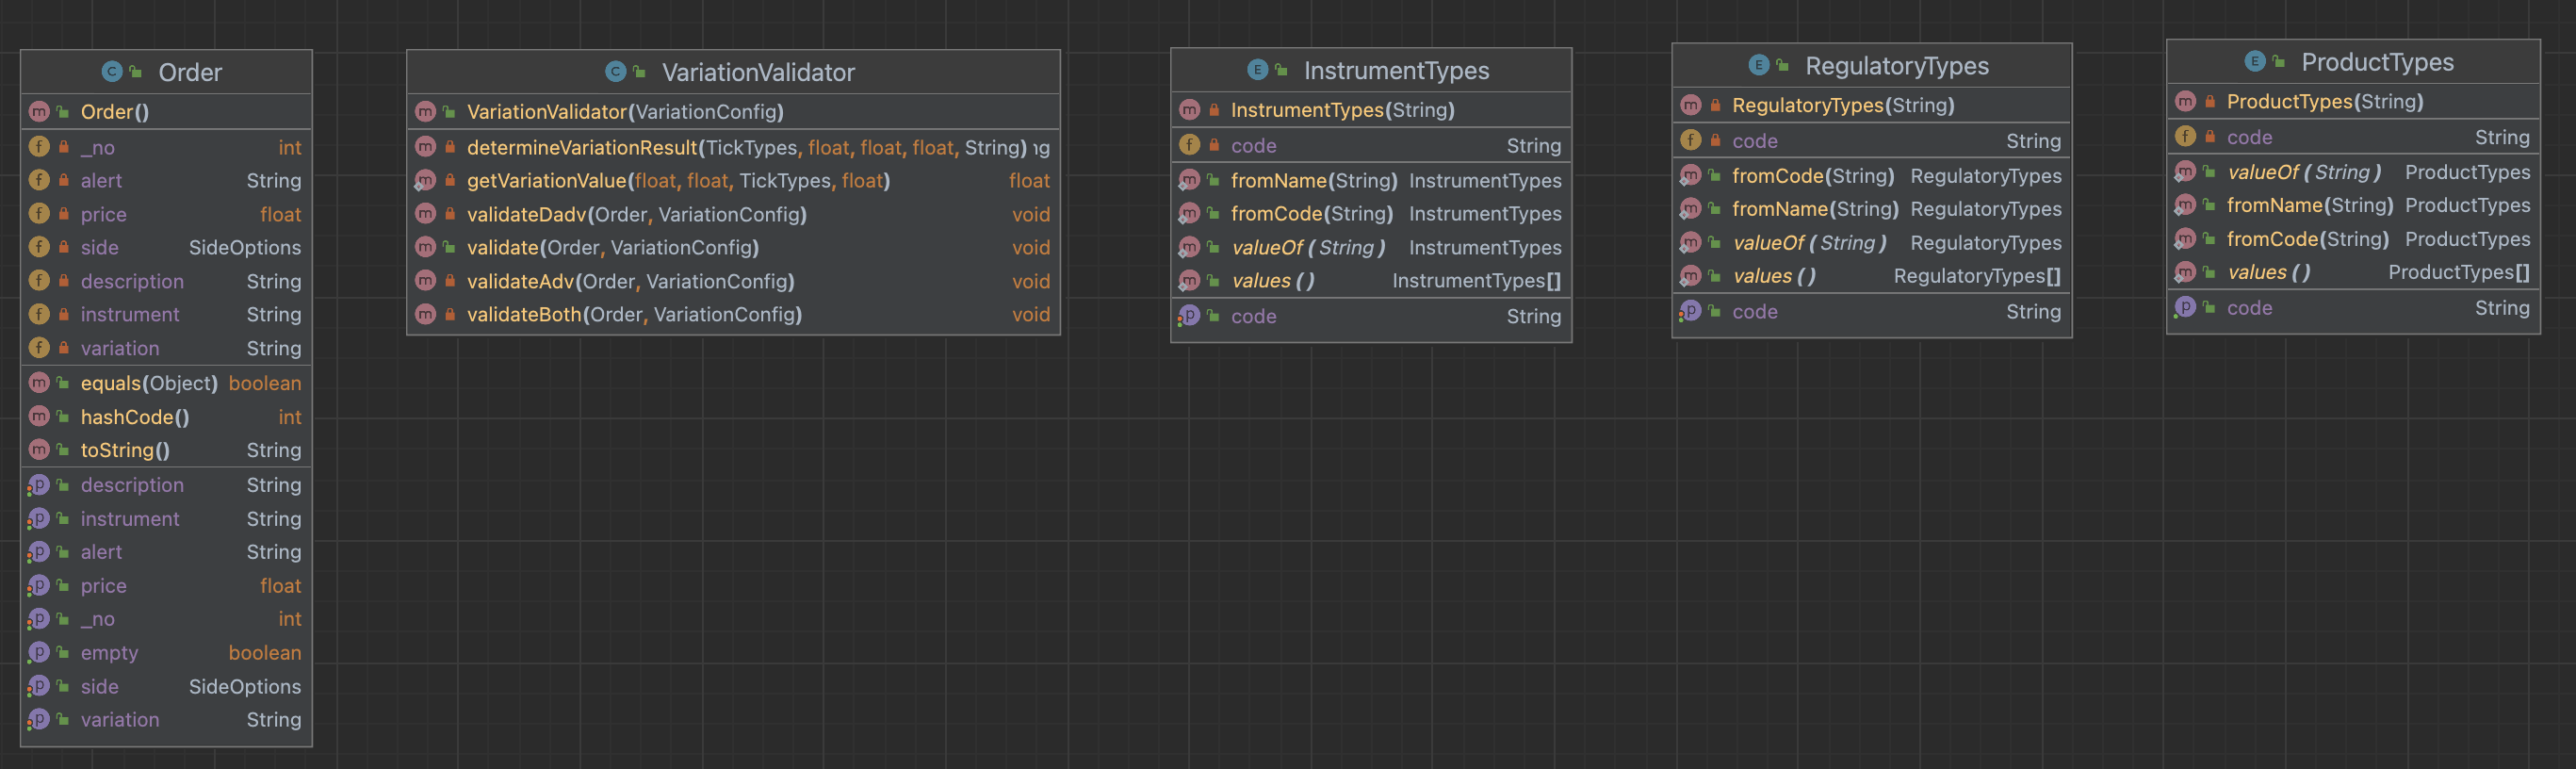 Order
Order()
_no int
alert String
price float
side SideOptions
description String
instrument String
variation String
equals(Object) boolean
hashCode() int
toString() String
description String
instrument String
alert String
price float
_no int
empty boolean
side SideOptions
variation String
VariationValidator
VariationValidator(VariationConfig)
determineVariationResult(TickTypes, float, float, float, String) ng
getVariationValue(float, float, TickTypes, float) float
validateDadv(Order, VariationConfig) void
validate(Order, VariationConfig) void
validateAdv(Order, VariationConfig) void
validateBoth(Order, VariationConfig) void
InstrumentTypes
InstrumentTypes(String)
code String
fromName(String) InstrumentTypes
fromCode(String) InstrumentTypes
valueOf(String) InstrumentTypes
values() InstrumentTypes[]
code String
RegulatoryTypes
RegulatoryTypes(String)
code String
fromCode(String) RegulatoryTypes
fromName(String) RegulatoryTypes
valueOf(String) RegulatoryTypes
values() RegulatoryTypes[]
code String
ProductTypes
ProductTypes(String)
code String
valueOf(String) ProductTypes
fromName(String) ProductTypes
fromCode(String) ProductTypes
values() ProductTypes[]
code String